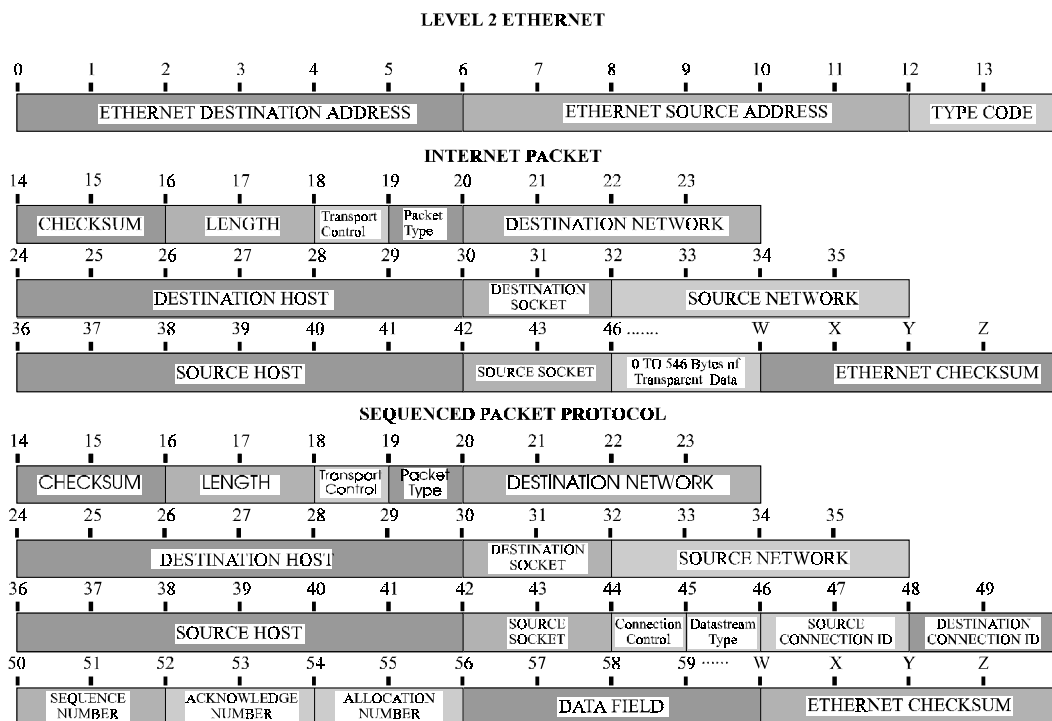 LEVEL 2 ETHERNET
0 1 2 3 4 5 6 7 8 9 10 11 12 13
ETHERNET DESTINATION ADDRESS ETHERNET SOURCE ADDRESS TYPE CODE
INTERNET PACKET
14 15 16 17 18 19 20 21 22 23
CHECKSUM LENGTH Transport Control Packet Type DESTINATION NETWORK
24 25 26 27 28 29 30 31 32 33 34 35
DESTINATION HOST DESTINATION SOCKET SOURCE NETWORK
36 37 38 39 40 41 42 43 46 ....... W X Y Z
SOURCE HOST SOURCE SOCKET 0 TO 546 Bytes of Transparent Data ETHERNET CHECKSUM
SEQUENCED PACKET PROTOCOL
14 15 16 17 18 19 20 21 22 23
CHECKSUM LENGTH Transport Control Packet Type DESTINATION NETWORK
24 25 26 27 28 29 30 31 32 33 34 35
DESTINATION HOST DESTINATION SOCKET SOURCE NETWORK
36 37 38 39 40 41 42 43 44 45 46 47 48 49
SOURCE HOST SOURCE SOCKET Connection Control Datastream Type SOURCE CONNECTION ID DESTINATION CONNECTION ID
50 51 52 53 54 55 56 57 58 59 ...... W X Y Z
SEQUENCE NUMBER ACKNOWLEDGE NUMBER ALLOCATION NUMBER DATA FIELD ETHERNET CHECKSUM